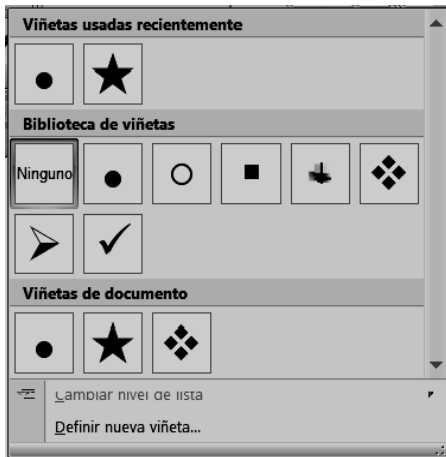 Viñetas usadas recientemente
Biblioteca de viñetas
Ninguno
Viñetas de documento
Cambiar nivel de lista
Definir nueva viñeta...